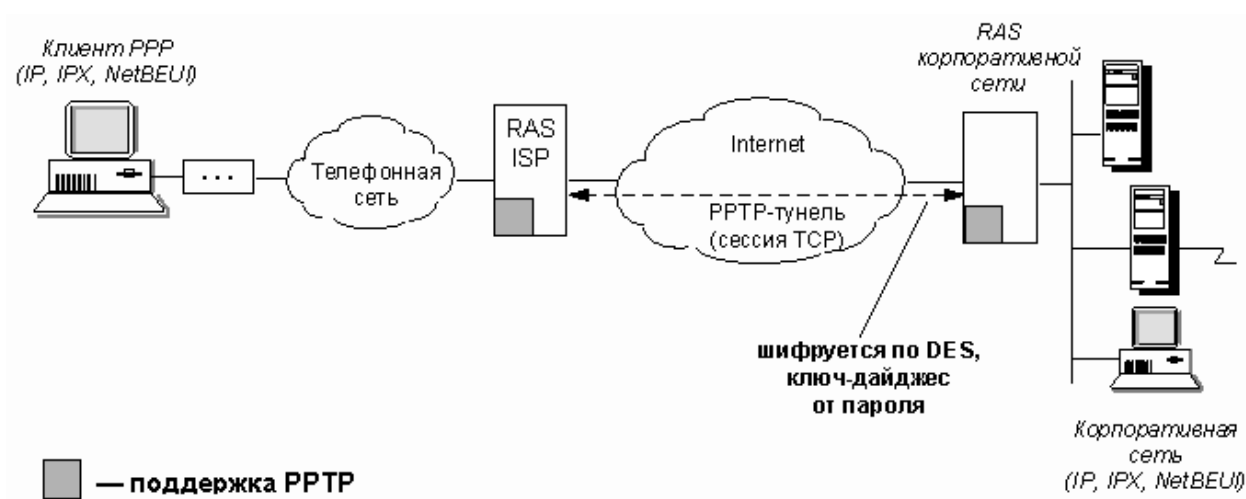 Клиент PPP
(IP, IPX, NetBEUI)
...
Телефонная
сеть
RAS
ISP
Internet
PPTP-тунель
(сессия TCP)
RAS
корпоративной
сети
шифруется по DES,
ключ-дайджес
от пароля
Корпоративная
сеть
(IP, IPX, NetBEUI)
— поддержка PPTP